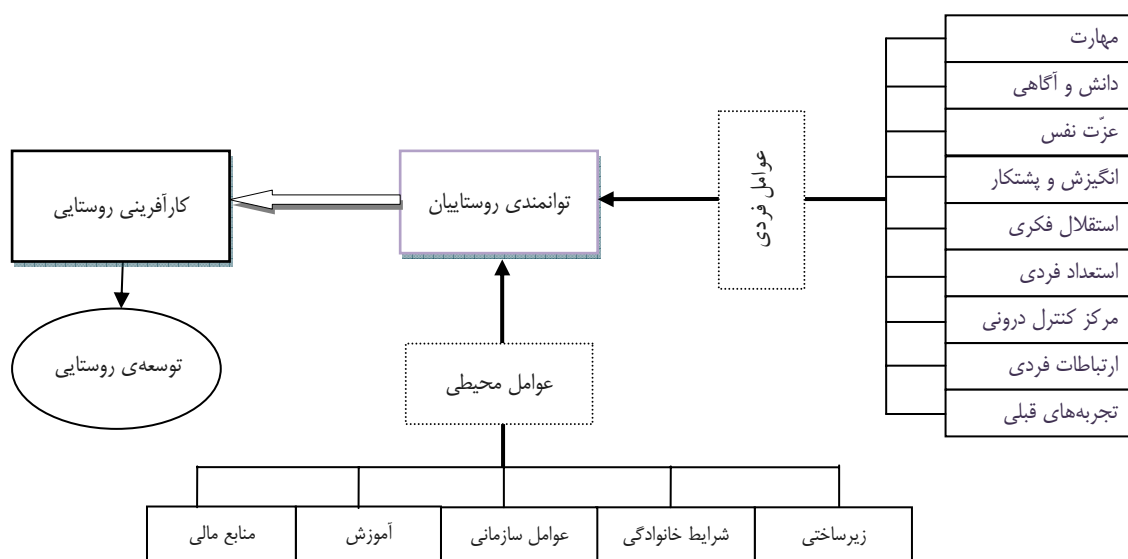 مهارت
دانش و آگاهی
عزّت نفس
انگیزش و پشتکار
استقلال فکری
استعداد فردی
مرکز کنترل درونی
ارتباطات فردی
تجربه‌های قبلی
عوامل فردی
توانمندی روستاییان
کارآفرینی روستایی
توسعه‌ی روستایی
عوامل محیطی
زیرساختی
شرایط خانوادگی
عوامل سازمانی
آموزش
منابع مالی